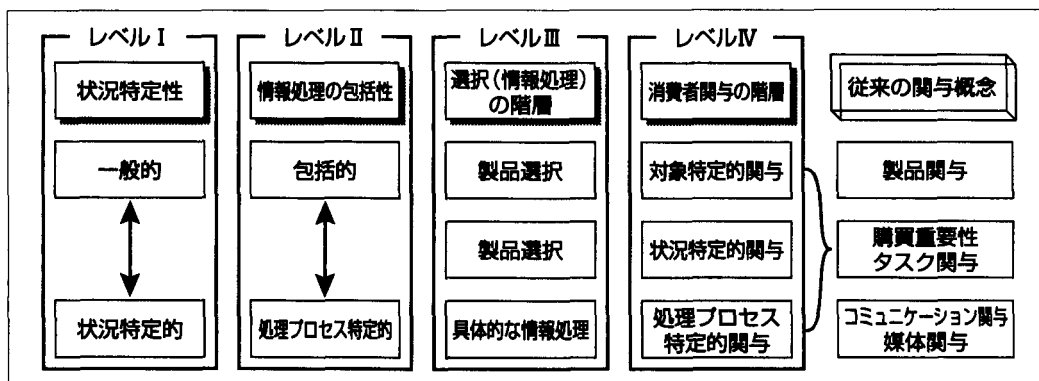 レベルⅠ
状況特定性
一般的
状況特定的
レベルⅡ
情報処理の包括性
包括的
処理プロセス特定的
レベルⅢ
選択(情報処理)
の階層
製品選択
製品選択
具体的な情報処理
レベルⅣ
消費者関与の階層
対象特定的関与
状況特定的関与
処理プロセス
特定的関与
従来の関与概念
製品関与
購買重要性
タスク関与
コミュニケーション関与
媒体関与